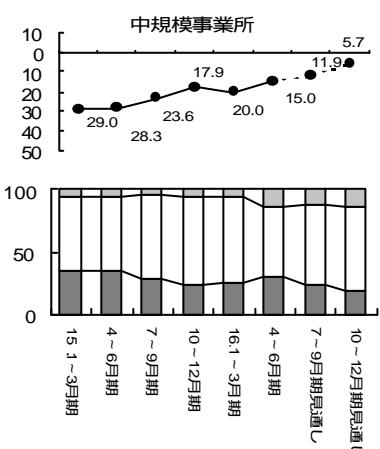 中規模事業所
10
0
10
20
30
40
50
29.0
28.3
23.6
17.9
20.0
15.0
11.9
5.7
100
50
0
15.1~3月期
4~6月期
7~9月期
10~12月期
16.1~3月期
4~6月期
7~9月期見通し
10~12月期見通し